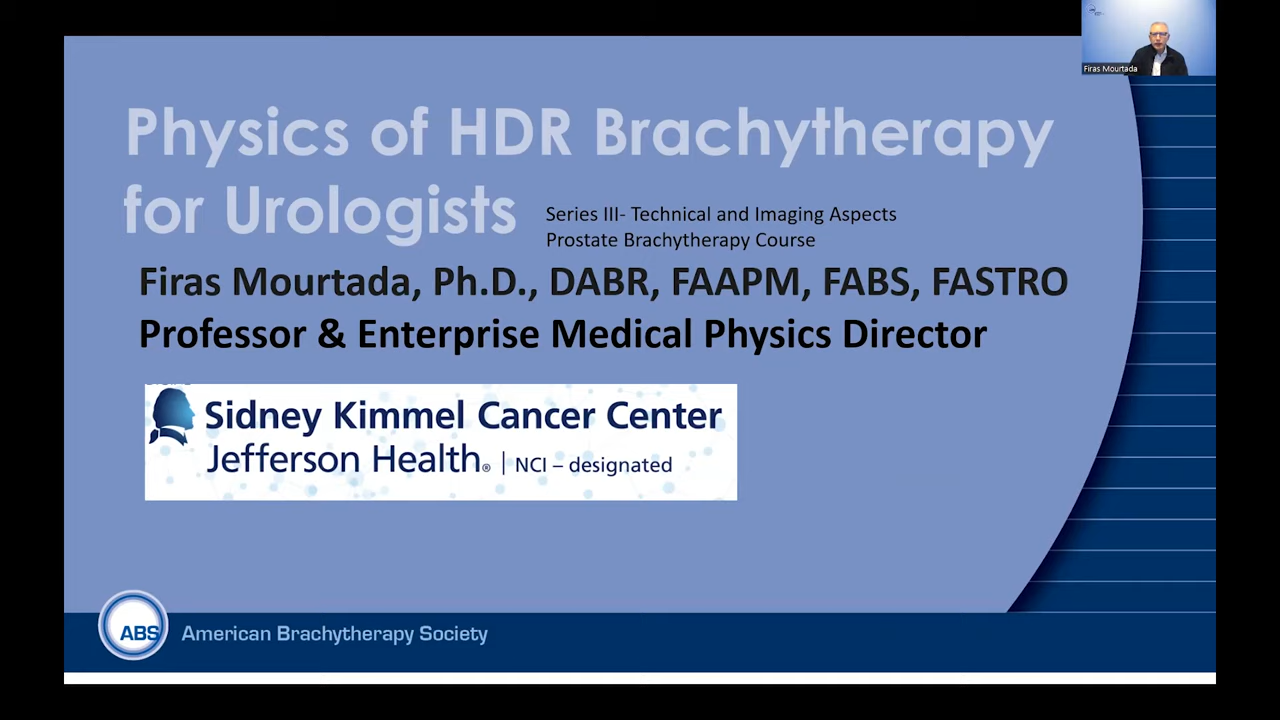 Firas Mourtada
Physics of HDR Brachytherapy
for Urologists
Series III- Technical and Imaging Aspects
Prostate Brachytherapy Course
Firas Mourtada, Ph.D., DABR, FAAPM, FABS, FASTRO
Professor & Enterprise Medical Physics Director
Sidney Kimmel Cancer Center
Jefferson Health® | NCI – designated
ABS American Brachytherapy Society